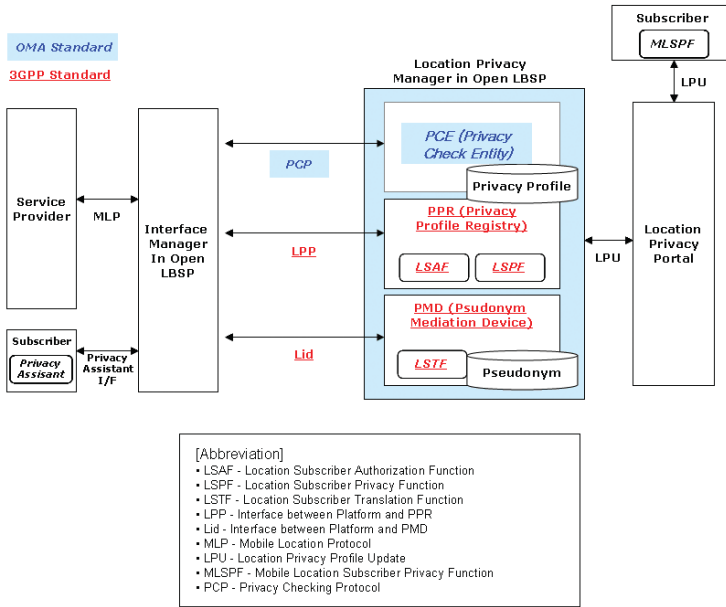 Subscriber
MLSPF
OMA Standard
3GPP Standard
LPU
Location Privacy
Manager in Open LBSP
PCE (Privacy
Check Entity)
PCP
Privacy Profile
Service
Provider
MLP
Interface
Manager
In Open
LBSP
PPR (Privacy
Profile Registry)
LPP
LSAF
LSPF
LPU
Location
Privacy
Portal
PMD (Psudonym
Mediation Device)
Subscriber
Privacy
Assisant
Privacy
Assistant
I/F
Lid
LSTF
Pseudonym
[Abbreviation]
▪ LSAF - Location Subscriber Authorization Function
▪ LSPF - Location Subscriber Privacy Function
▪ LSTF - Location Subscriber Translation Function
▪ LPP - Interface between Platform and PPR
▪ Lid - Interface between Platform and PMD
▪ MLP - Mobile Location Protocol
▪ LPU - Location Privacy Profile Update
▪ MLSPF - Mobile Location Subscriber Privacy Function
▪ PCP - Privacy Checking Protocol